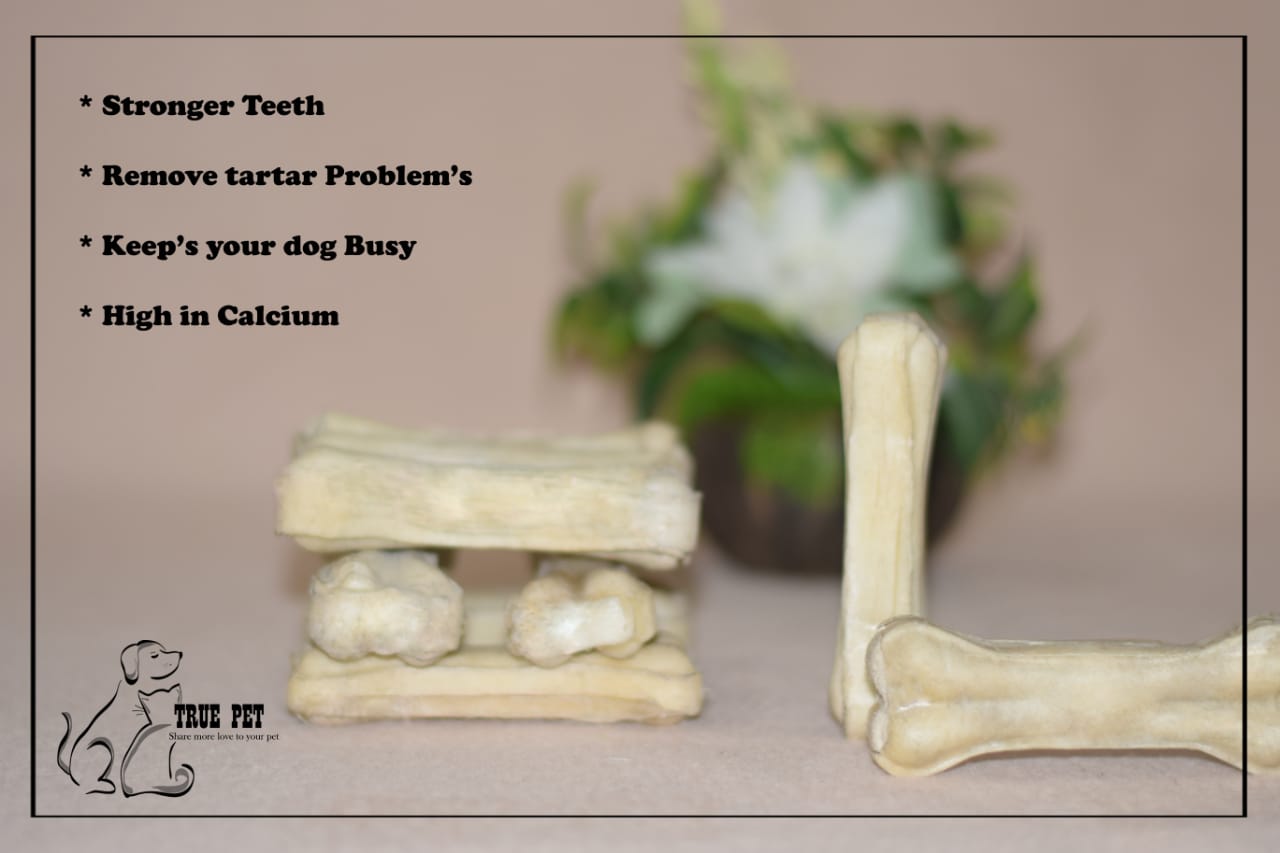 * Stronger Teeth
* Remove tartar Problem’s
* Keep’s your dog Busy
* High in Calcium
TRUE PET
Share more love to your pet